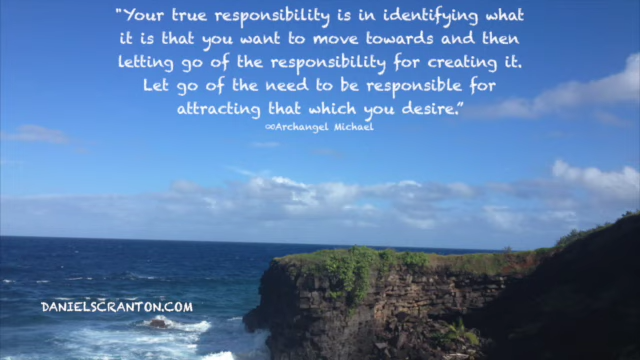 "Your true responsibility is in identifying what
it is that you want to move towards and then
letting go of the responsibility for creating it.
Let go of the need to be responsible for
attracting that which you desire."
∞Archangel Michael
DANIELSCRANTON.COM